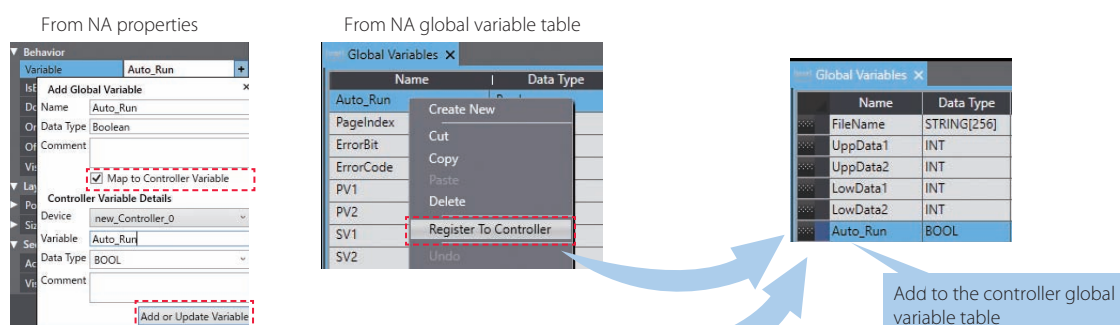 From NA properties
Behavior
Variable
Auto_Run
+
Add Global Variable
×
Name
Auto_Run
Data Type
Boolean
Comment
Map to Controller Variable
Controller Variable Details
Device
new_Controller_0
Variable
Auto_Run
Data Type
BOOL
Comment
Add or Update Variable
From NA global variable table
Global Variables X
Name
Data Type
Auto_Run
PageIndex
ErrorBit
ErrorCode
PV1
PV2
SV1
SV2
Create New
Cut
Copy
Paste
Delete
Register To Controller
Undo
Global Variables X
Name Data Type
FileName STRING[256]
UppData1 INT
UppData2 INT
LowData1 INT
LowData2 INT
Auto_Run BOOL
Add to the controller global
variable table